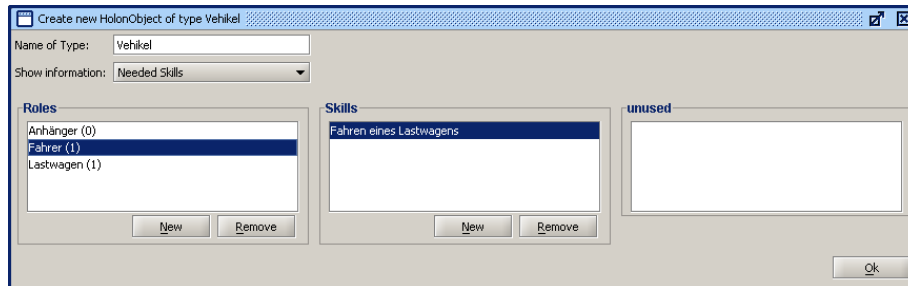 Create new HolonObject of type Vehikel
Name of Type: Vehikel
Show information: Needed Skills
Roles Skills unused
Anhänger (0) Fahren eines Lastwagens
Fahrer (1)
Lastwagen (1)
New Remove New Remove
Ok